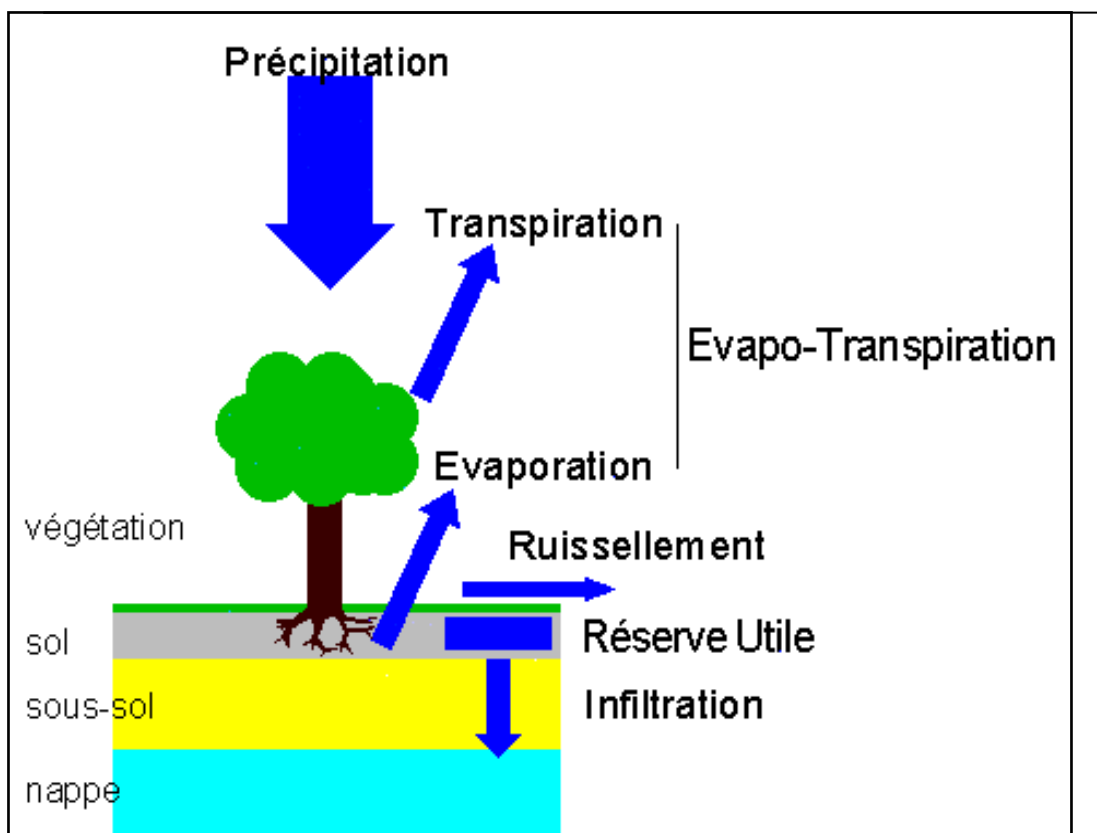 Précipitation
Transpiration
Evapo-Transpiration
Evaporation
végétation
Ruissellement
sol
Réserve Utile
sous-sol
Infiltration
nappe